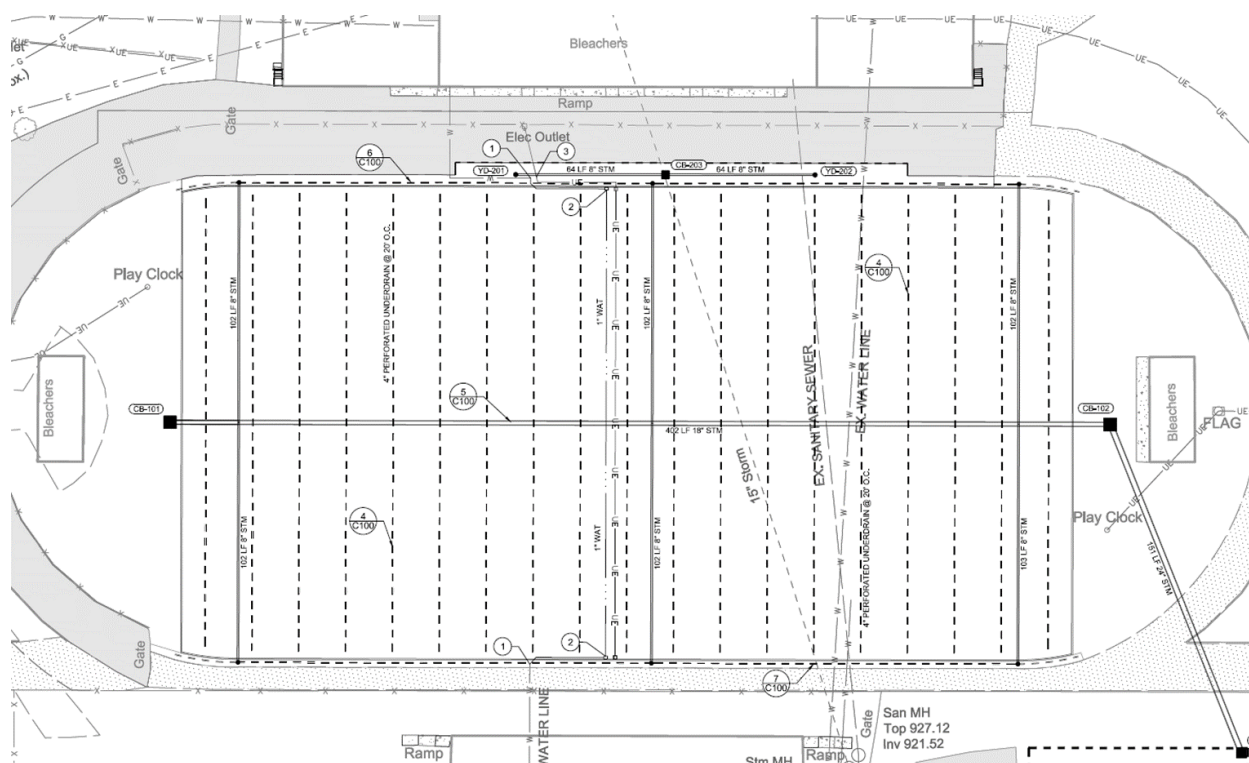 Bleachers
Ramp
Gate
Elec Outlet
Gate
6
C100
1
3
YD-201
64 LF 8" STM
CB-203
64 LF 8" STM
YD-202
2
Play Clock
102 LF 8" STM
4" PERFORATED UNDERDRAIN @ 20' O.C.
1" WAT
102 LF 8" STM
4
C100
102 LF 8" STM
EX. SANITARY SEWER
EX. WATER LINE
Bleachers
CB-101
5
C100
402 LF 18" STM
CB-102
Bleachers
FLAG
15" Storm
4
C100
102 LF 8" STM
1" WAT
102 LF 8" STM
4" PERFORATED UNDERDRAIN @ 20' O.C.
103 LF 8" STM
Play Clock
151 LF 24" STM
Gate
1
2
7
C100
WATER LINE
Gate
San MH
Top 927.12
Inv 921.52
Ramp
Stm MH
Ramp